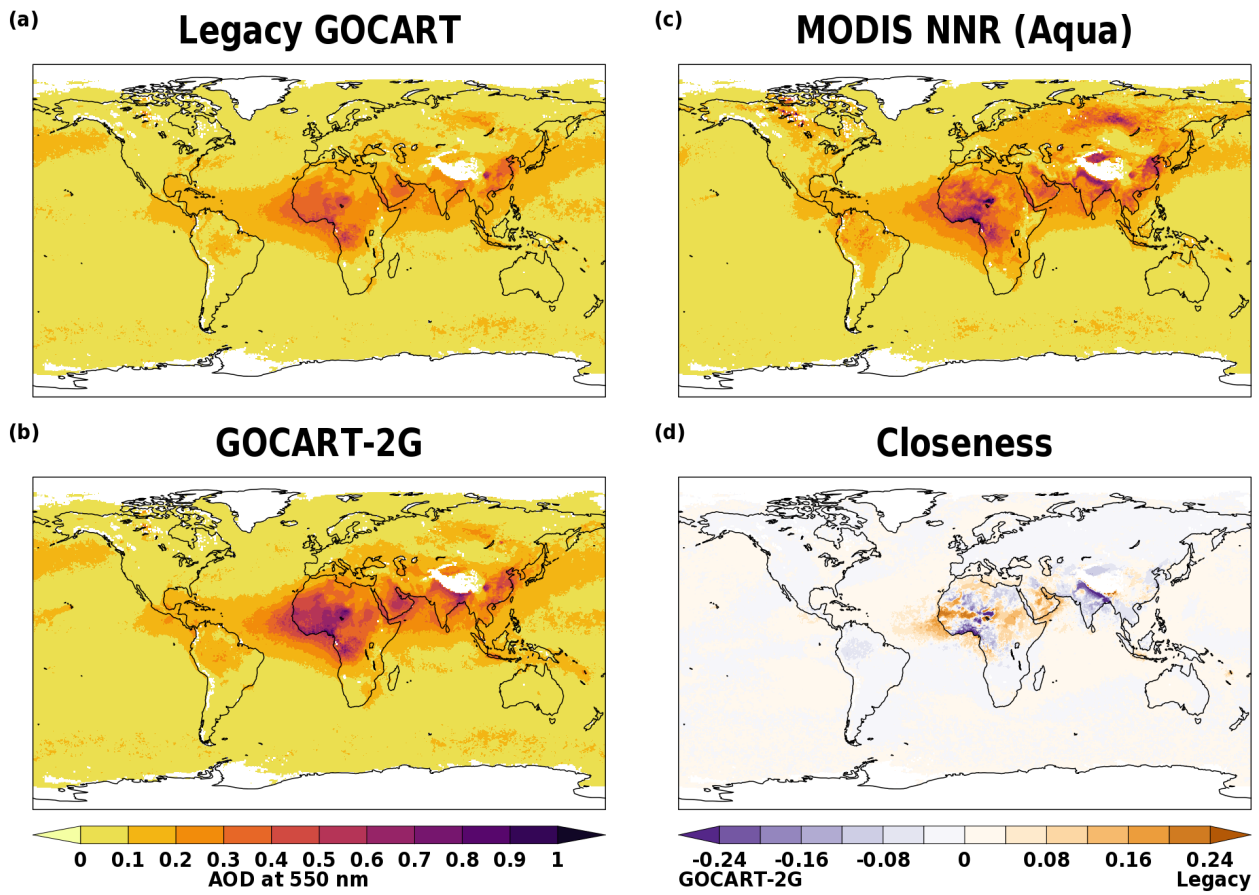 (a)
Legacy GOCART
(c)
MODIS NNR (Aqua)
(b)
GOCART-2G
(d)
Closeness
0 0.1 0.2 0.3 0.4 0.5 0.6 0.7 0.8 0.9 1
AOD at 550 nm
-0.24 -0.16 -0.08 0 0.08 0.16 0.24
GOCART-2G Legacy